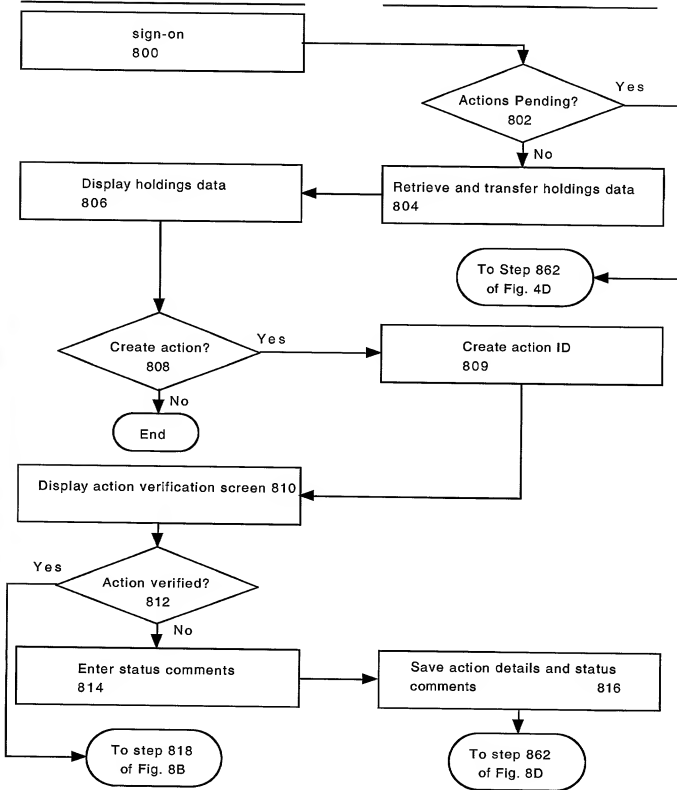 sign-on
800
Actions Pending?
802
Yes
No
Display holdings data
806
Retrieve and transfer holdings data
804
To Step 862
of Fig. 4D
Create action?
808
Yes
No
Create action ID
809
End
Display action verification screen 810
Yes
Action verified?
812
No
Enter status comments
814
Save action details and status
comments 816
To step 818
of Fig. 8B
To step 862
of Fig. 8D